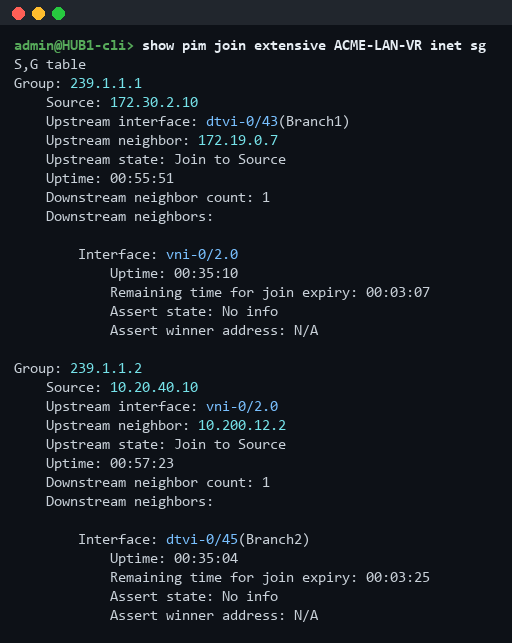 admin@HUB1-cli> show pim join extensive ACME-LAN-VR inet sg
S,G table
Group: 239.1.1.1
    Source: 172.30.2.10
    Upstream interface: dtvi-0/43(Branch1)
    Upstream neighbor: 172.19.0.7
    Upstream state: Join to Source
    Uptime: 00:55:51
    Downstream neighbor count: 1
    Downstream neighbors:

        Interface: vni-0/2.0
            Uptime: 00:35:10
            Remaining time for join expiry: 00:03:07
            Assert state: No info
            Assert winner address: N/A

Group: 239.1.1.2
    Source: 10.20.40.10
    Upstream interface: vni-0/2.0
    Upstream neighbor: 10.200.12.2
    Upstream state: Join to Source
    Uptime: 00:57:23
    Downstream neighbor count: 1
    Downstream neighbors:

        Interface: dtvi-0/45(Branch2)
            Uptime: 00:35:04
            Remaining time for join expiry: 00:03:25
            Assert state: No info
            Assert winner address: N/A